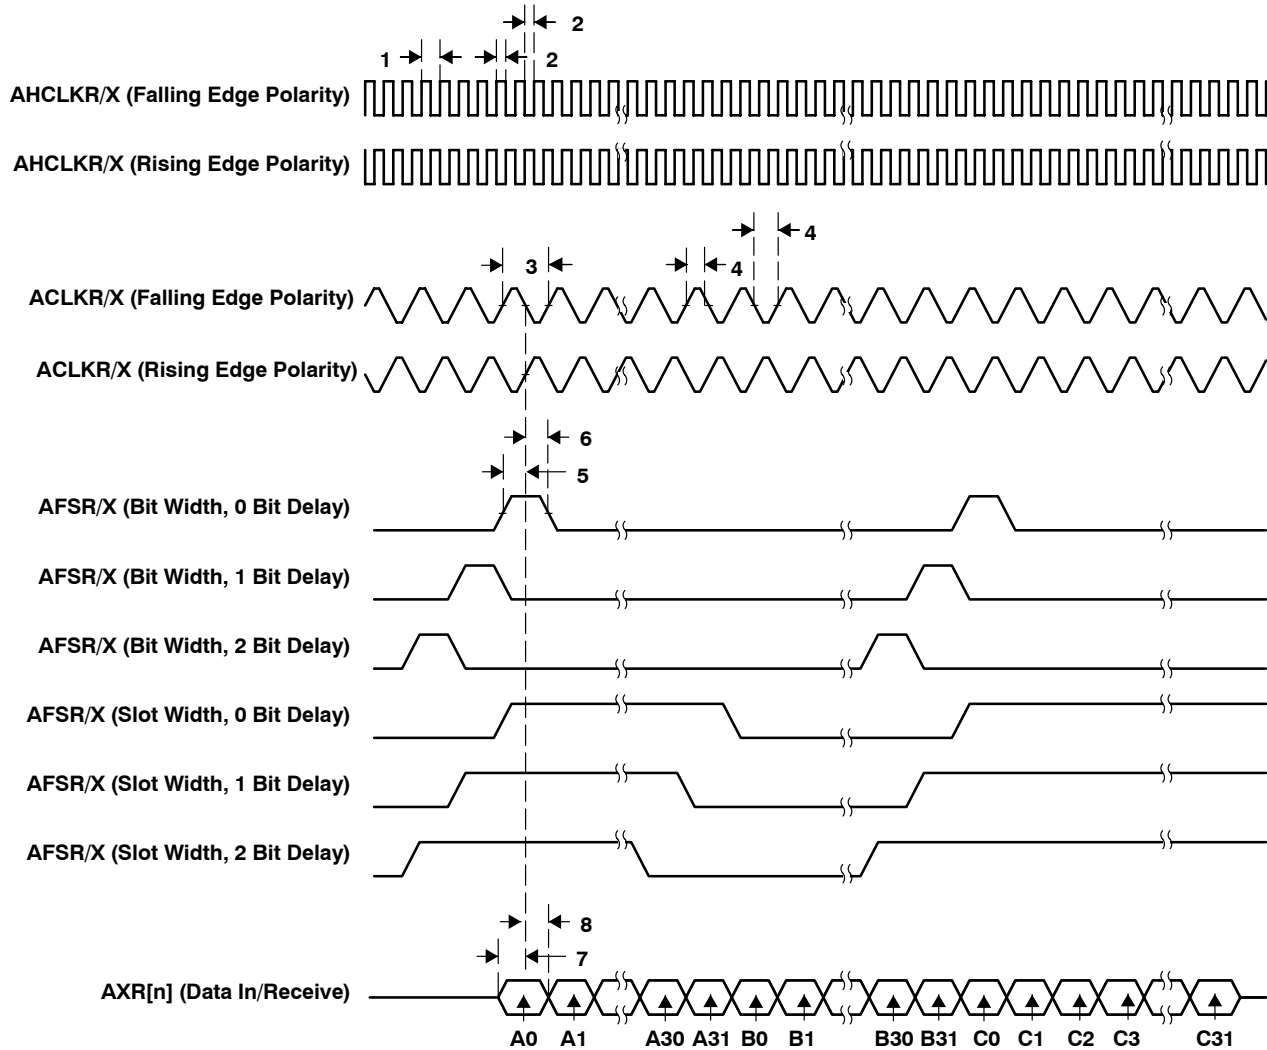 2
1
2
AHCLKR/X (Falling Edge Polarity)
AHCLKR/X (Rising Edge Polarity)
4
3
4
ACLKR/X (Falling Edge Polarity)
ACLKR/X (Rising Edge Polarity)
6
5
AFSR/X (Bit Width, 0 Bit Delay)
AFSR/X (Bit Width, 1 Bit Delay)
AFSR/X (Bit Width, 2 Bit Delay)
AFSR/X (Slot Width, 0 Bit Delay)
AFSR/X (Slot Width, 1 Bit Delay)
AFSR/X (Slot Width, 2 Bit Delay)
8
7
AXR[n] (Data In/Receive)
A0 A1 A30 A31 B0 B1 B30 B31 C0 C1 C2 C3 C31